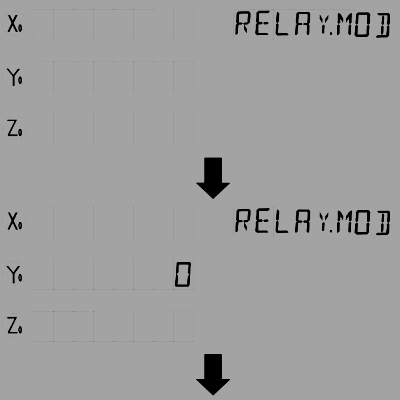 X₀ RELAY.MOD
Y₀
Z₀
X₀ RELAY.MOD
Y₀ 0
Z₀